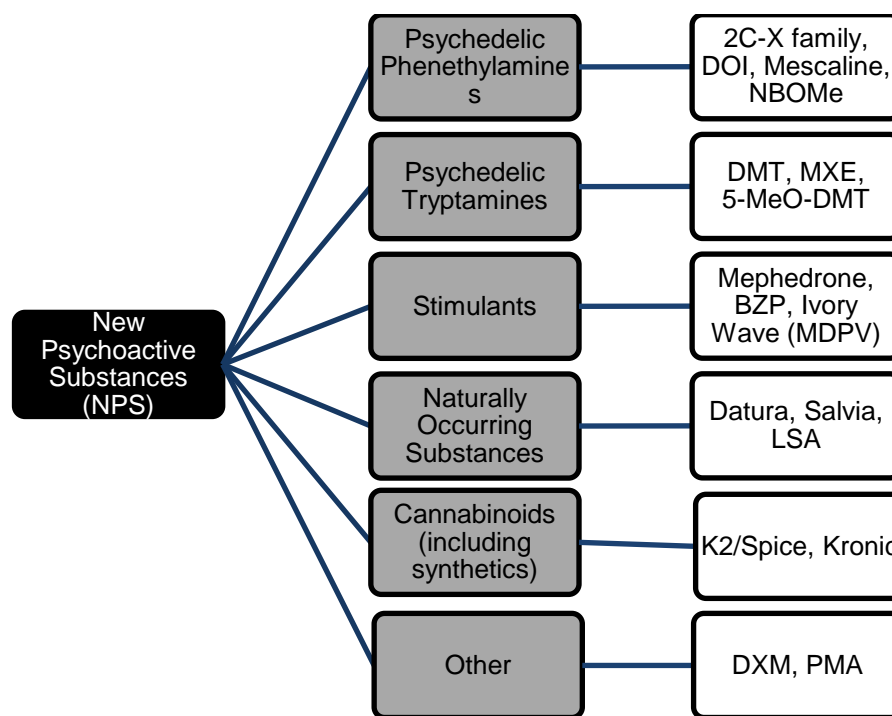 New
Psychoactive
Substances
(NPS)
Psychedelic
Phenethylamine
s
2C-X family,
DOI, Mescaline,
NBOMe
Psychedelic
Tryptamines
DMT, MXE,
5-MeO-DMT
Stimulants
Mephedrone,
BZP, Ivory
Wave (MDPV)
Naturally
Occurring
Substances
Datura, Salvia,
LSA
Cannabinoids
(including
synthetics)
K2/Spice, Kronic
Other
DXM, PMA